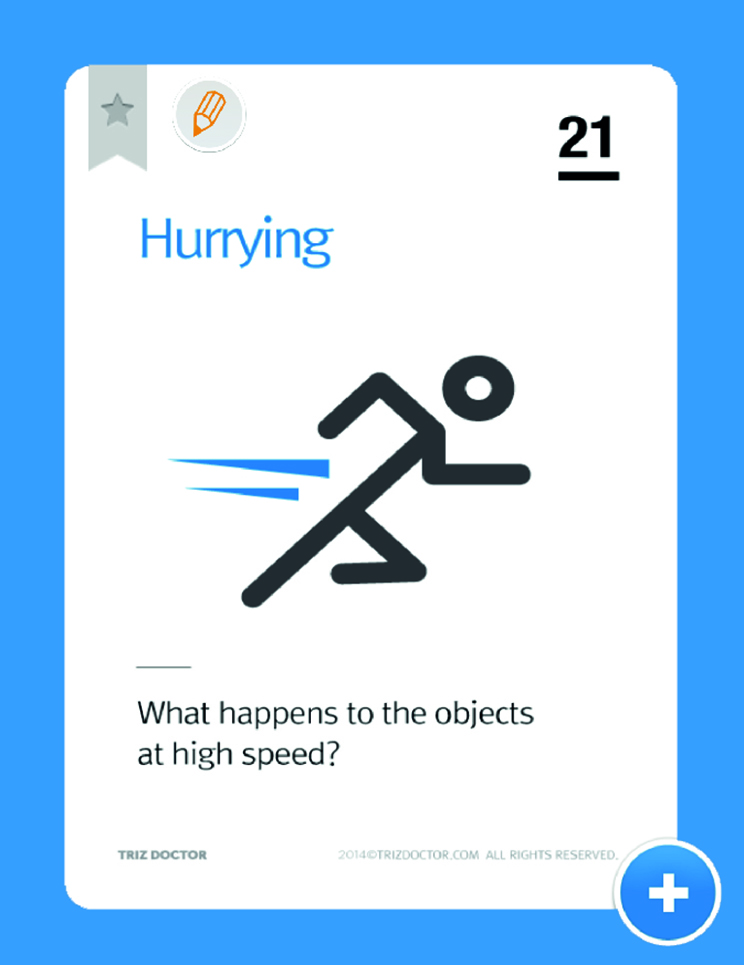 21
Hurrying
What happens to the objects
at high speed?
TRIZ DOCTOR
2014©TRIZDOCTOR.COM ALL RIGHTS RESERVED.